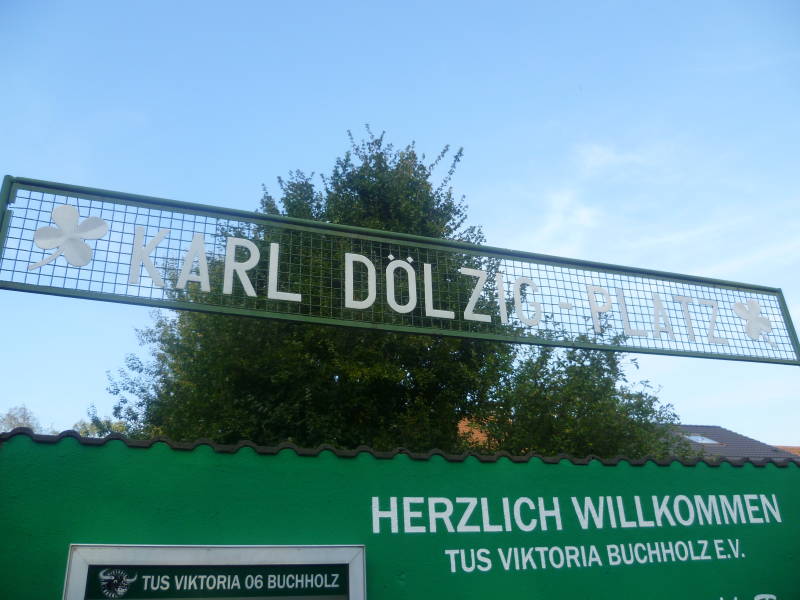 KARL DÖLZIG-PLATZ
HERZLICH WILLKOMMEN
TUS VIKTORIA BUCHHOLZ E.V.
TUS VIKTORIA 06 BUCHHOLZ